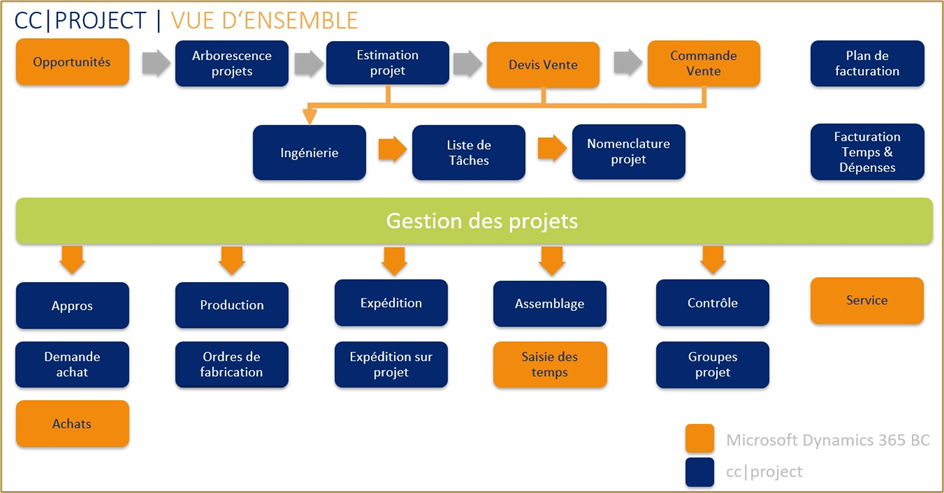 CC|PROJECT | VUE D'ENSEMBLE
Opportunités
Arborescence
projets
Estimation
projet
Devis Vente
Commande
Vente
Plan de
facturation
Ingénierie
Liste de
Tâches
Nomenclature
projet
Facturation
Temps &
Dépenses
Gestion des projets
Appros
Production
Expédition
Assemblage
Contrôle
Service
Demande
achat
Ordres de
fabrication
Expédition sur
projet
Saisie des
temps
Groupes
projet
Achats
Microsoft Dynamics 365 BC
cc|project